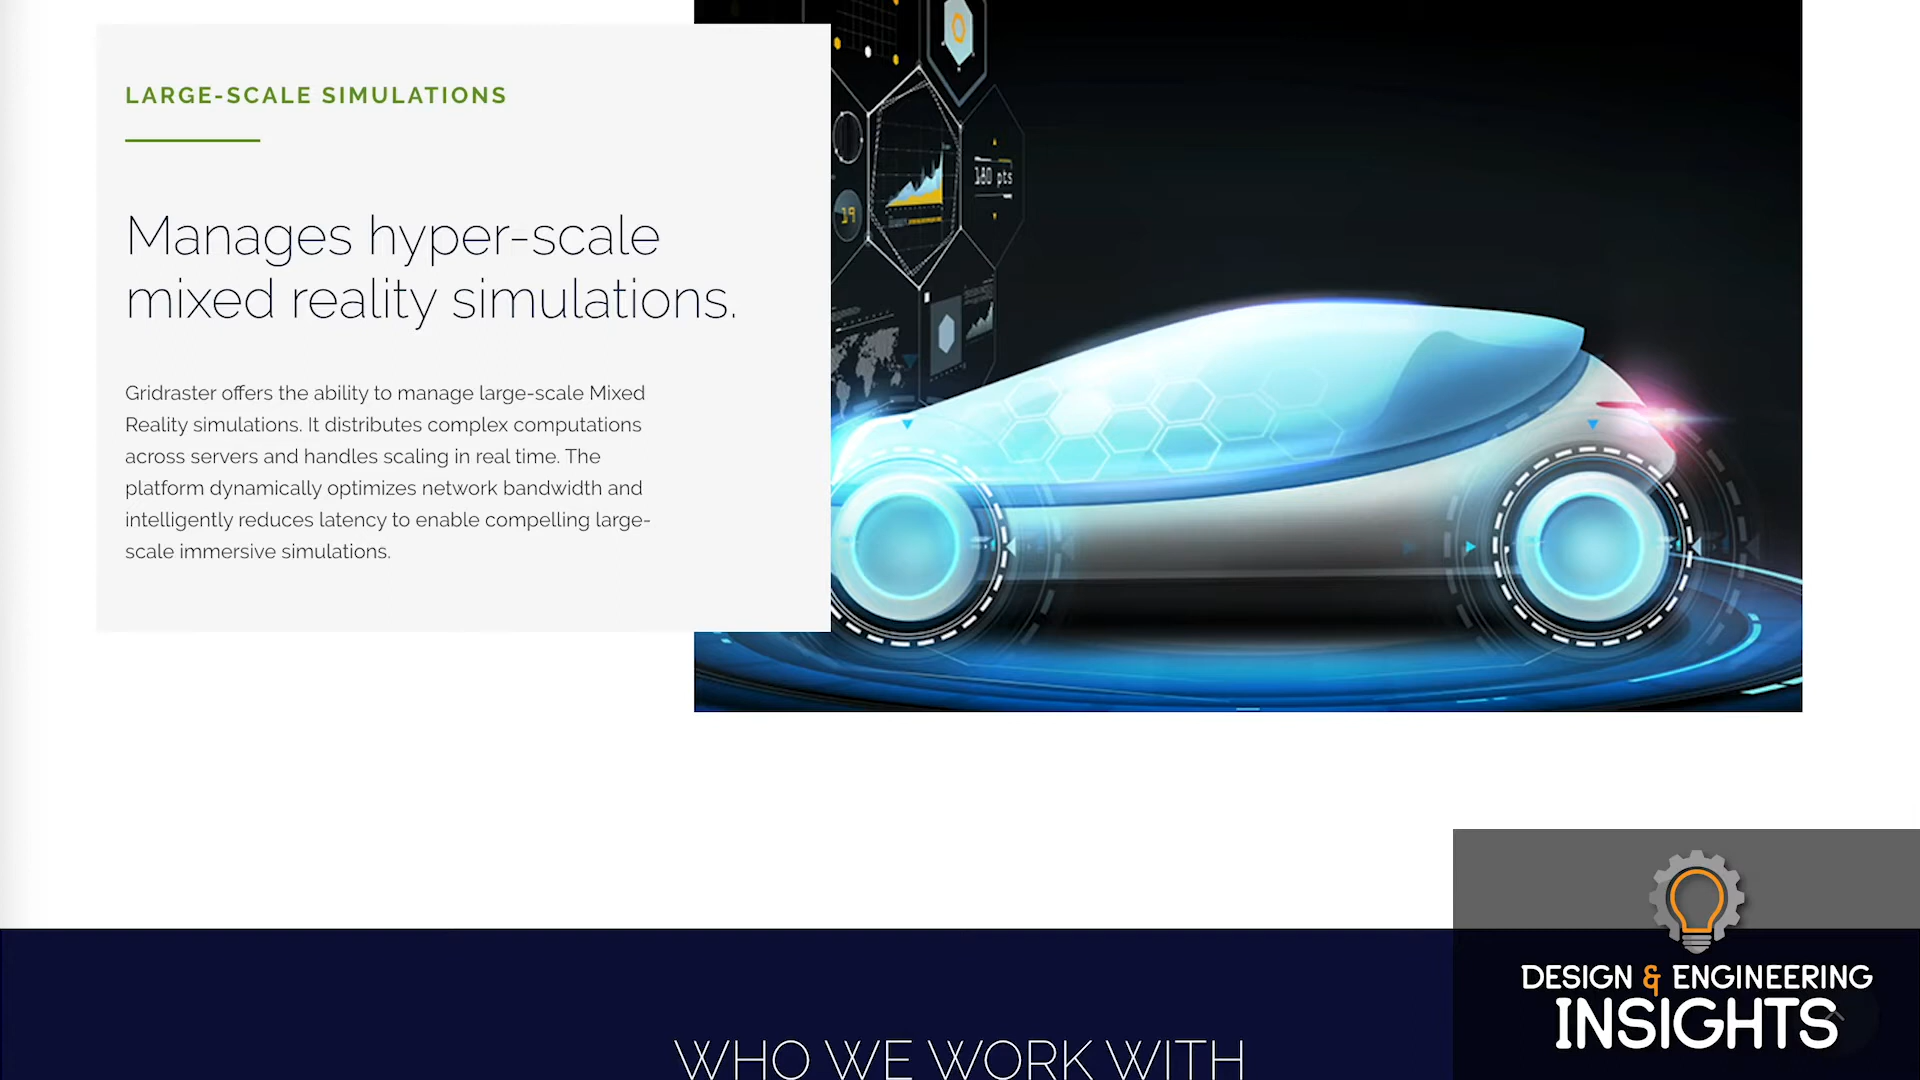 LARGE-SCALE SIMULATIONS
Manages hyper-scale
mixed reality simulations.
Gridraster offers the ability to manage large-scale Mixed
Reality simulations. It distributes complex computations
across servers and handles scaling in real time. The
platform dynamically optimizes network bandwidth and
intelligently reduces latency to enable compelling large-
scale immersive simulations.
180 pts
19
WHO WE WORK WITH
DESIGN & ENGINEERING
INSIGHTS